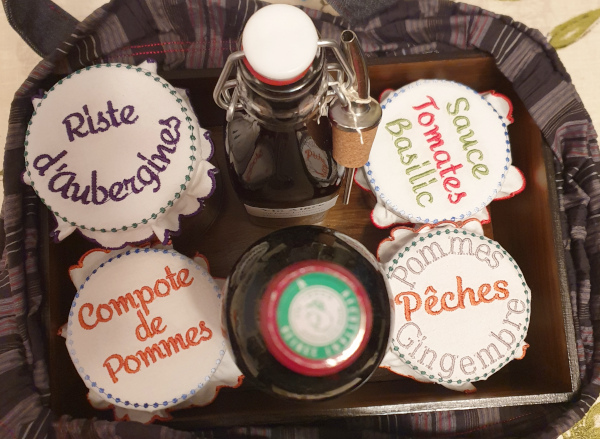 Riste
d'Aubergines
Sauce
Tomates
Basilic
Compote
de
Pommes
Pommes
Pêches
Gingembre